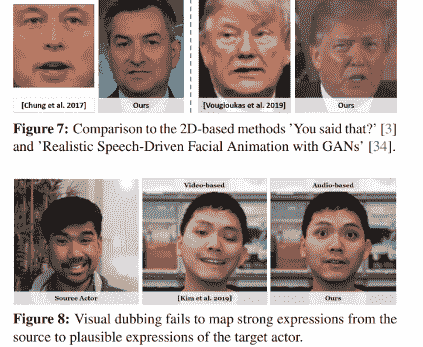 [Chung et al. 2017] Ours [Vougioukas et al. 2019] Ours
Figure 7: Comparison to the 2D-based methods 'You said that?' [3]
and 'Realistic Speech-Driven Facial Animation with GANs' [34].
Video-based Audio-based
Source Actor [Kim et al. 2019] Ours
Figure 8: Visual dubbing fails to map strong expressions from the
source to plausible expressions of the target actor.